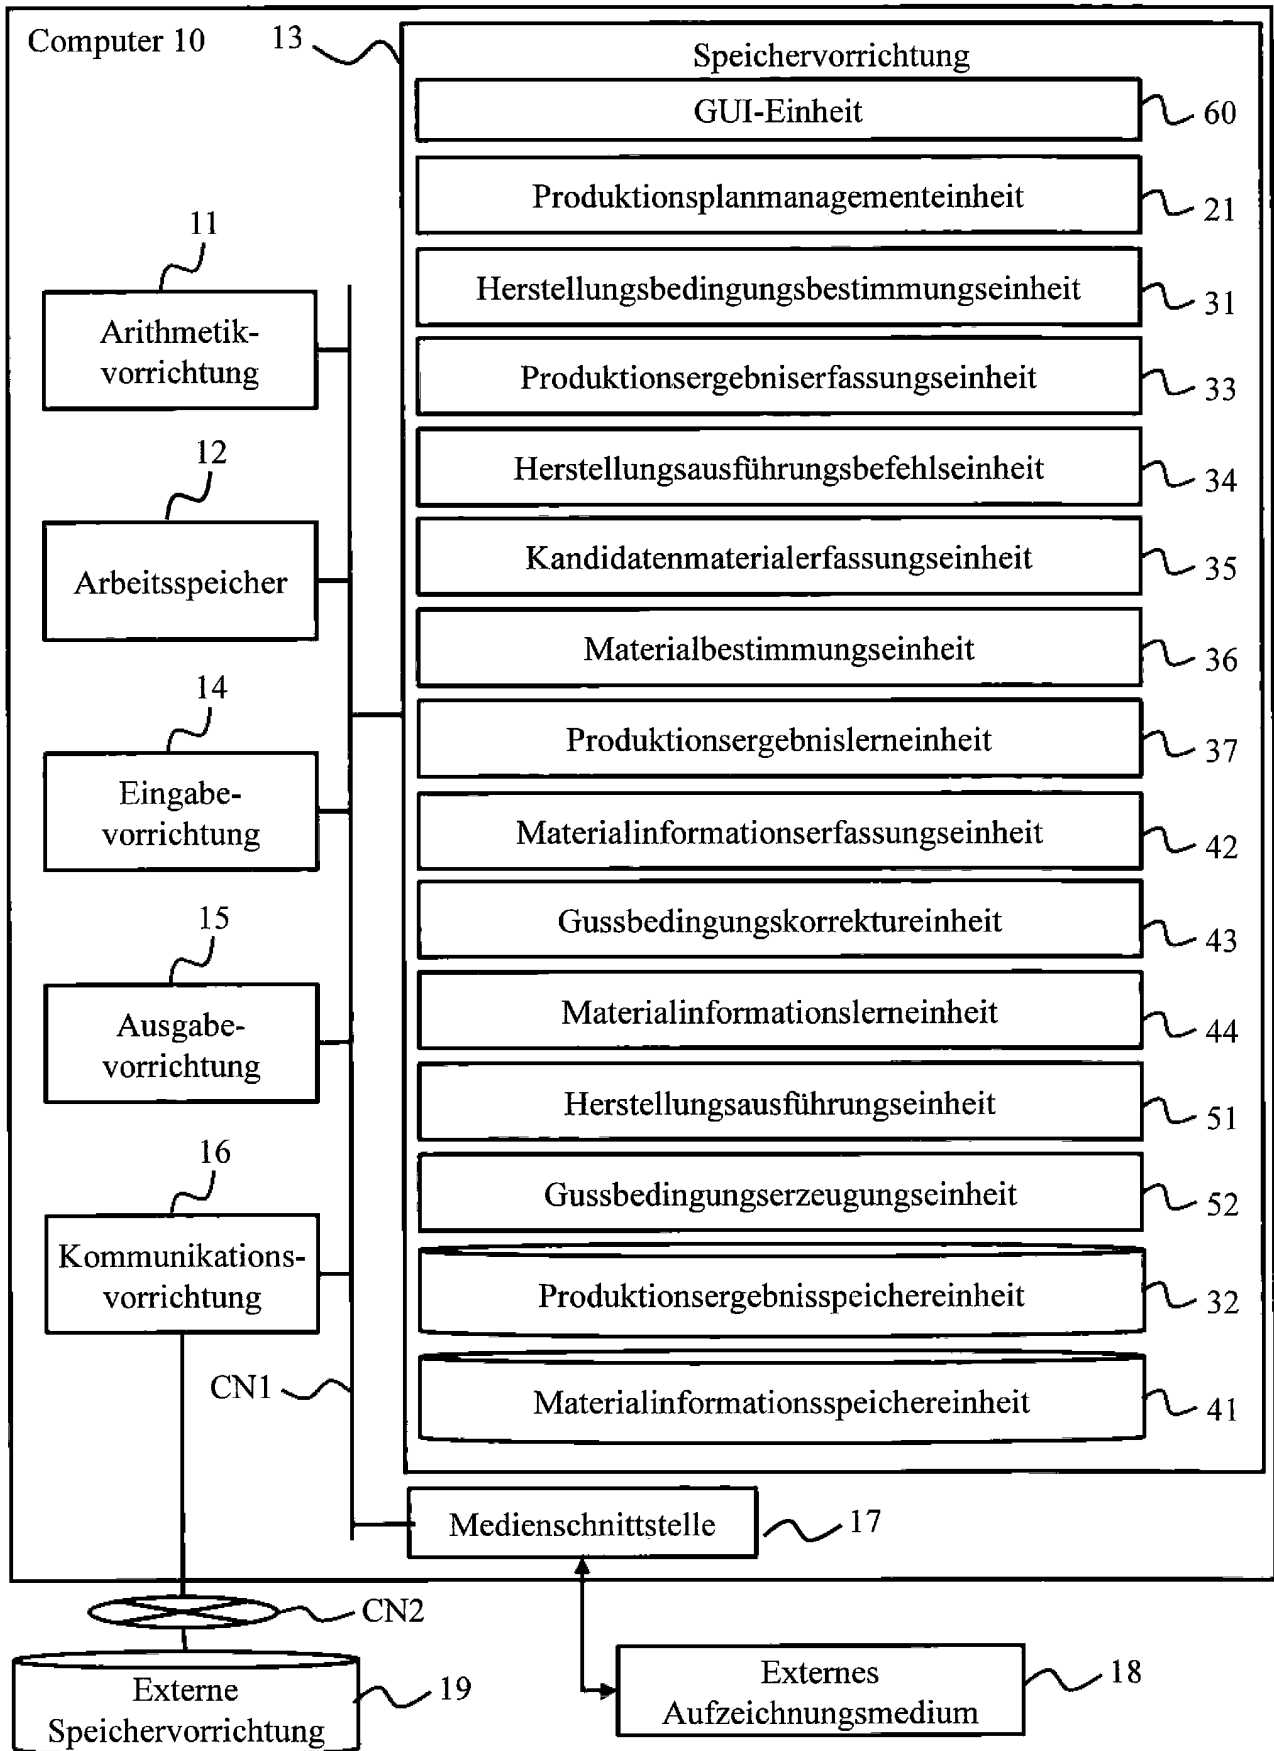 Computer 10
13
Speichervorrichtung
GUI-Einheit
60
Produktionsplanmanagementeinheit
21
Herstellungsbedingungsbestimmungseinheit
31
Produktionsergebniserfassungseinheit
33
Herstellungsausführungsbefehlseinheit
34
Kandidatenmaterialerfassungseinheit
35
Materialbestimmungseinheit
36
Produktionsergebnislerneinheit
37
Materialinformationserfassungseinheit
42
Gussbedingungskorrektureinheit
43
Materialinformationslerneinheit
44
Herstellungsausführungseinheit
51
Gussbedingungserzeugungseinheit
52
Produktionsergebnisspeichereinheit
32
Materialinformationsspeichereinheit
41
11
Arithmetik-
vorrichtung
12
Arbeitsspeicher
14
Eingabe-
vorrichtung
15
Ausgabe-
vorrichtung
16
Kommunikations-
vorrichtung
CN1
Medienschnittstelle
17
CN2
Externe
Speichervorrichtung
19
Externes
Aufzeichnungsmedium
18